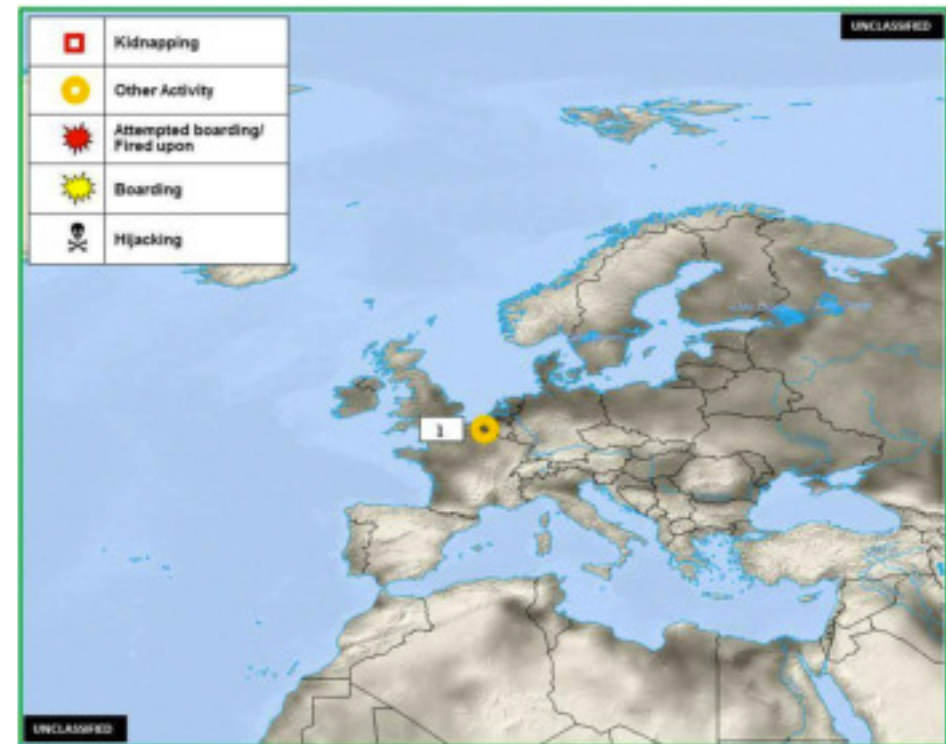 UNCLASSIFIED
Kidnapping
Other Activity
Attempted boarding/
Fired upon
Boarding
Hijacking
1
UNCLASSIFIED